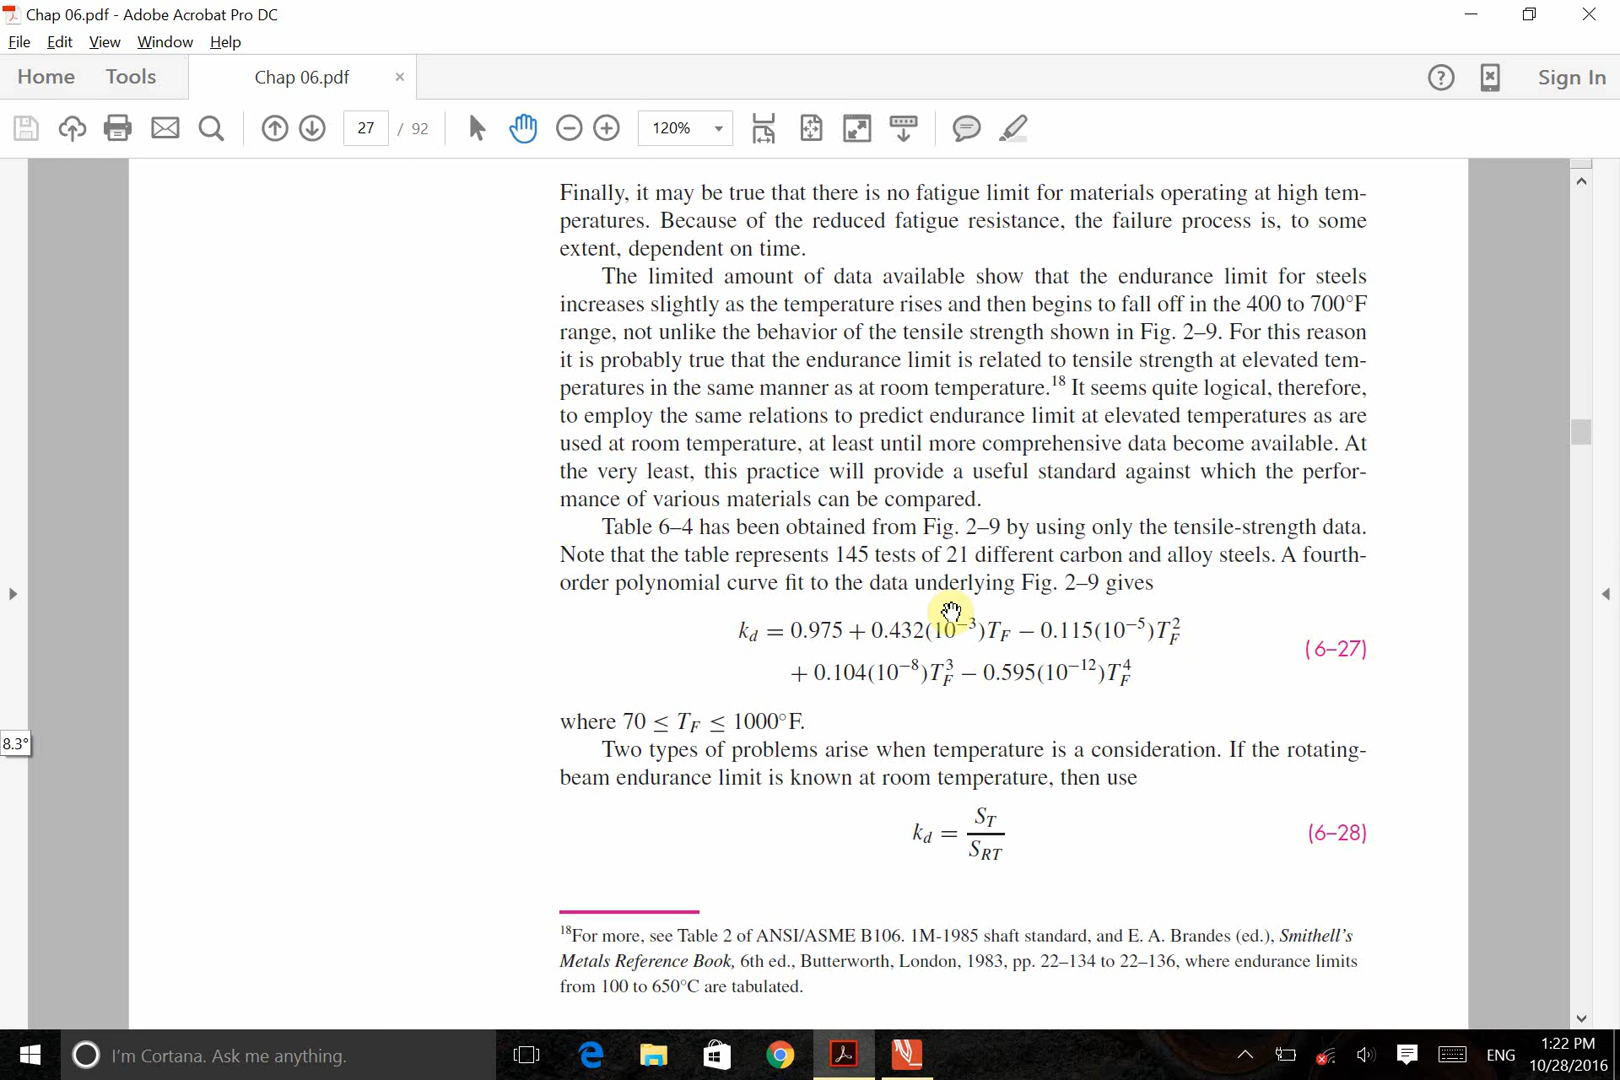 Chap 06.pdf - Adobe Acrobat Pro DC
File Edit View Window Help
Home Tools Chap 06.pdf × Sign In
27 / 92 120%
Finally, it may be true that there is no fatigue limit for materials operating at high tem-
peratures. Because of the reduced fatigue resistance, the failure process is, to some
extent, dependent on time.
The limited amount of data available show that the endurance limit for steels
increases slightly as the temperature rises and then begins to fall off in the 400 to 700°F
range, not unlike the behavior of the tensile strength shown in Fig. 2–9. For this reason
it is probably true that the endurance limit is related to tensile strength at elevated tem-
peratures in the same manner as at room temperature.¹⁸ It seems quite logical, therefore,
to employ the same relations to predict endurance limit at elevated temperatures as are
used at room temperature, at least until more comprehensive data become available. At
the very least, this practice will provide a useful standard against which the perfor-
mance of various materials can be compared.
Table 6–4 has been obtained from Fig. 2–9 by using only the tensile-strength data.
Note that the table represents 145 tests of 21 different carbon and alloy steels. A fourth-
order polynomial curve fit to the data underlying Fig. 2–9 gives
k_d = 0.975 + 0.432(10⁻³)T_F − 0.115(10⁻⁵)T_F²
+ 0.104(10⁻⁸)T_F³ − 0.595(10⁻¹²)T_F⁴
(6–27)
where 70 ≤ T_F ≤ 1000°F.
8.3"
Two types of problems arise when temperature is a consideration. If the rotating-
beam endurance limit is known at room temperature, then use
k_d = S_T / S_RT (6–28)
¹⁸For more, see Table 2 of ANSI/ASME B106. 1M-1985 shaft standard, and E. A. Brandes (ed.), Smithell's
Metals Reference Book, 6th ed., Butterworth, London, 1983, pp. 22–134 to 22–136, where endurance limits
from 100 to 650°C are tabulated.
I'm Cortana. Ask me anything. ENG 1:22 PM
10/28/2016